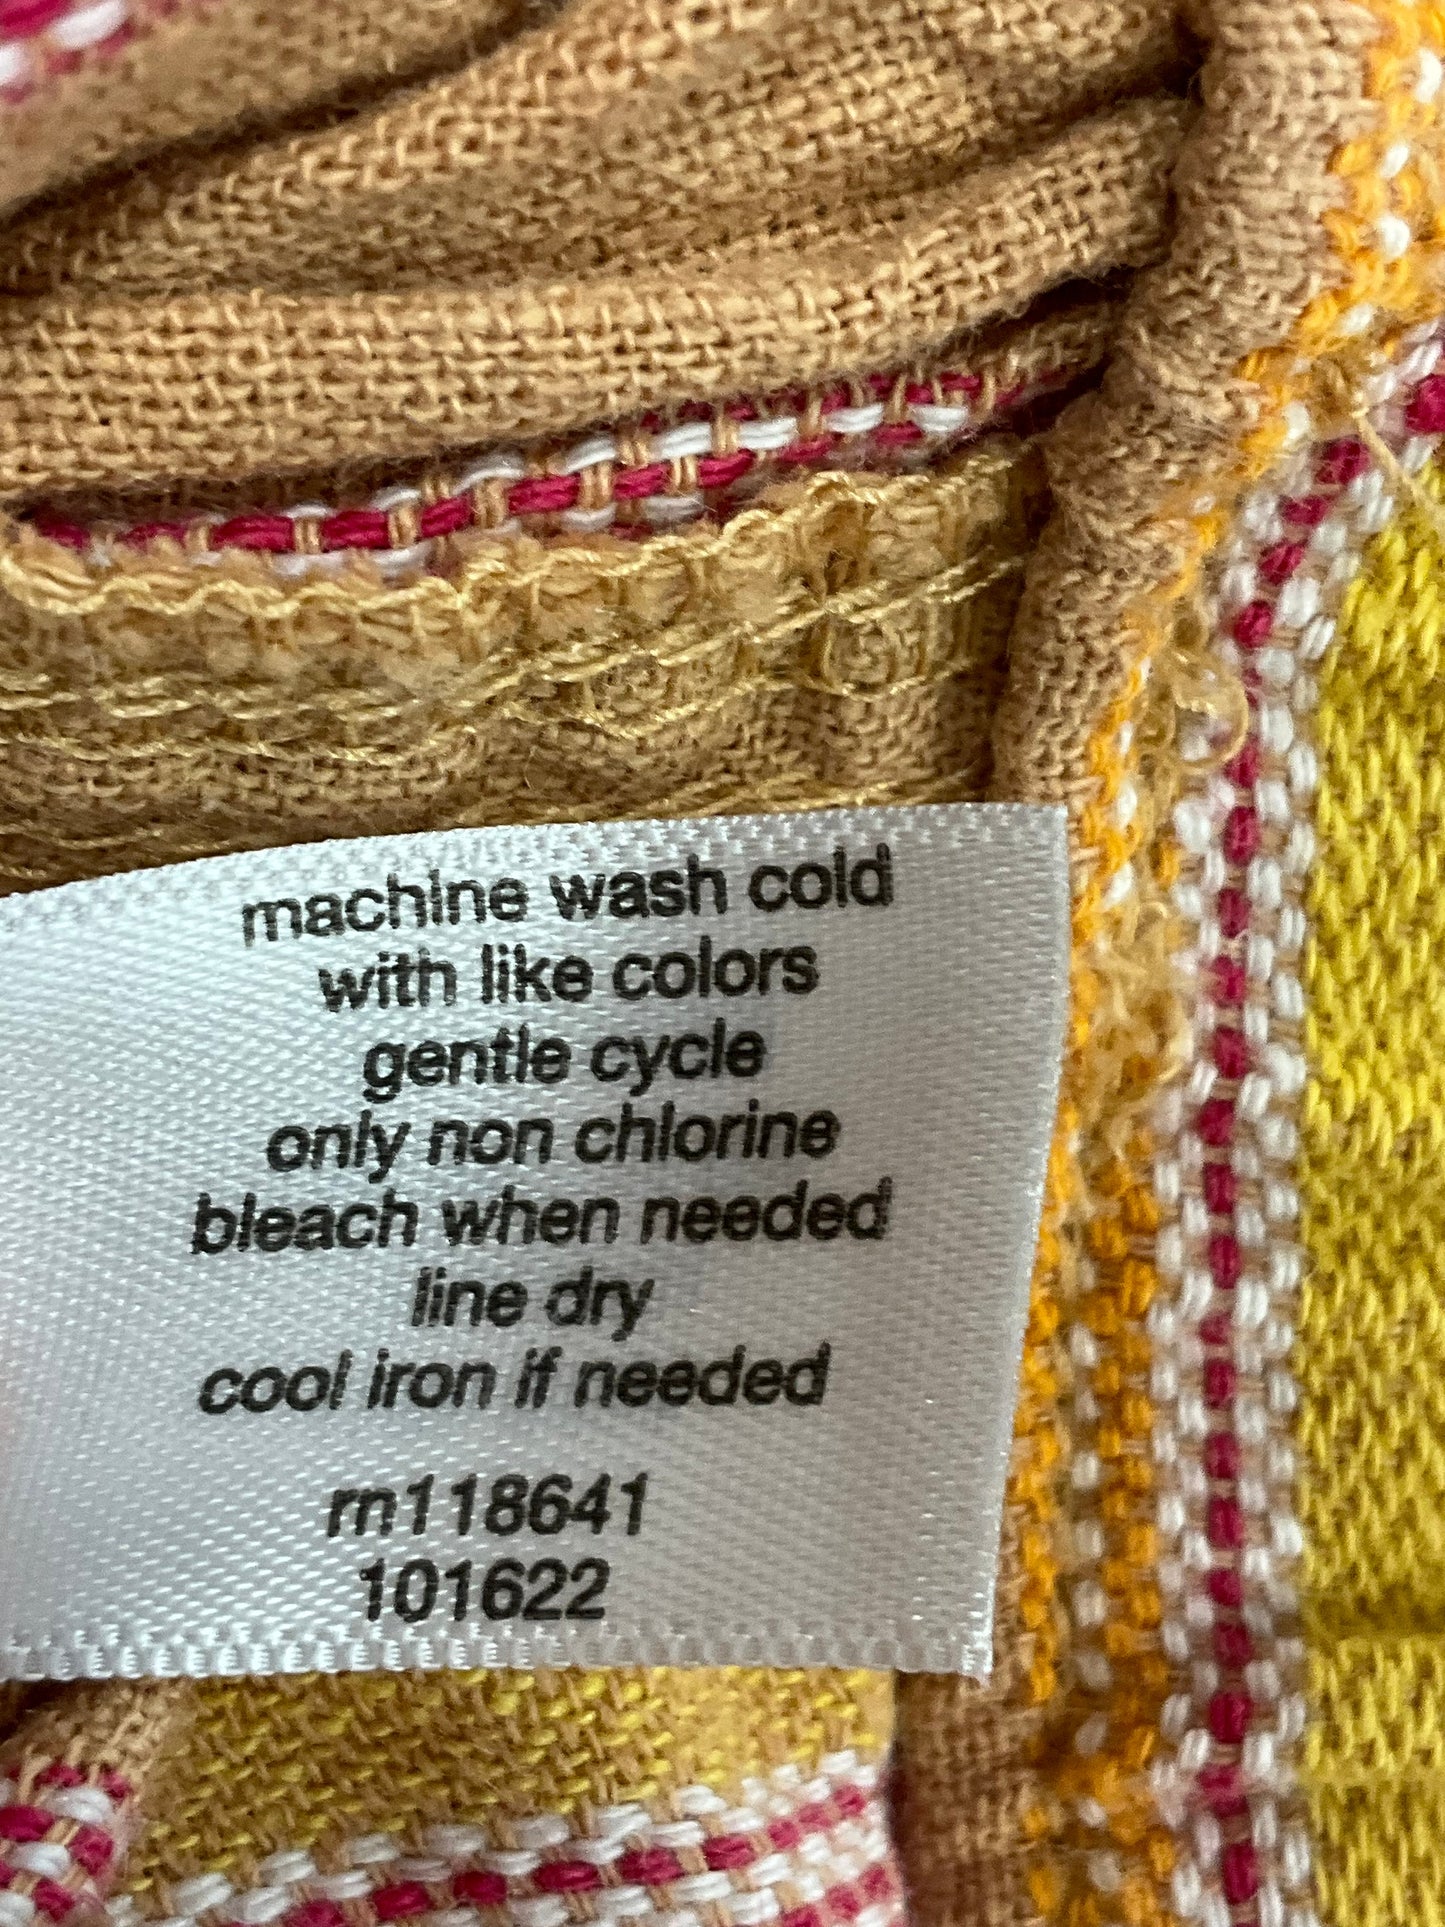 machine wash cold
with like colors
gentle cycle
only non chlorine
bleach when needed
line dry
cool iron if needed
rn118641
101622